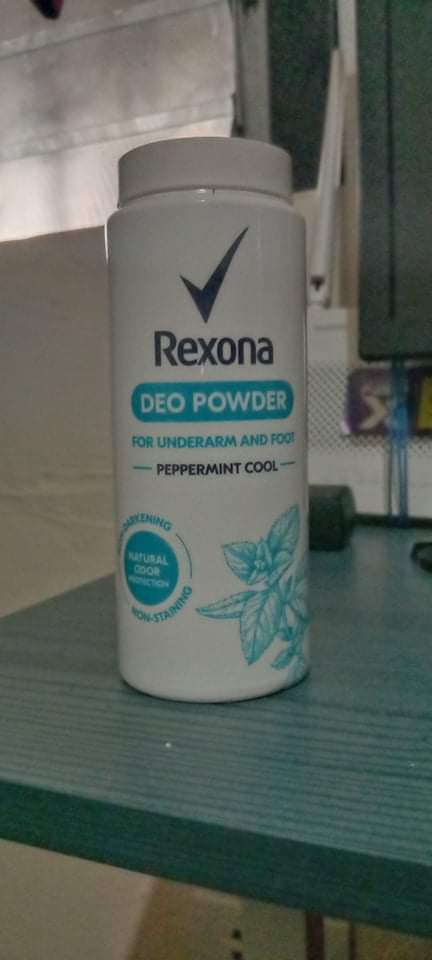 Rexona
DEO POWDER
FOR UNDERARM AND FOOT
PEPPERMINT COOL
NATURAL
ODOR
PROTECTION
NON-STAINING